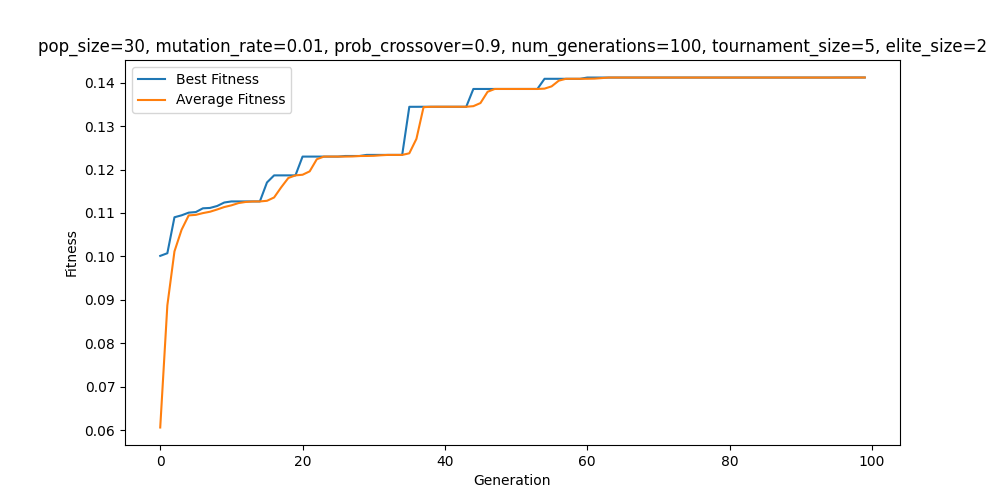 pop_size=30, mutation_rate=0.01, prob_crossover=0.9, num_generations=100, tournament_size=5, elite_size=2
Best Fitness
Average Fitness
0.14
0.13
0.12
0.11
0.10
0.09
0.08
0.07
0.06
Fitness
0 20 40 60 80 100
Generation